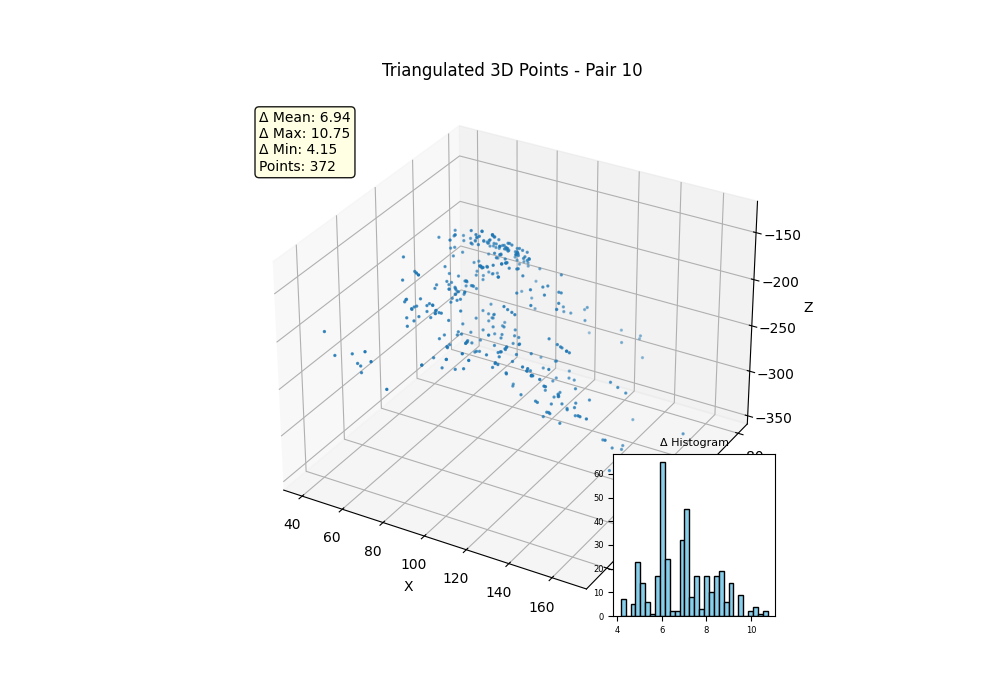 Triangulated 3D Points - Pair 10
Δ Mean: 6.94
Δ Max: 10.75
Δ Min: 4.15
Points: 372
−150
−200
Z
−250
−300
−350
Δ Histogram
60
50
40
30
20
10
0
4
6
8
10
40
60
80
100
120
140
160
X